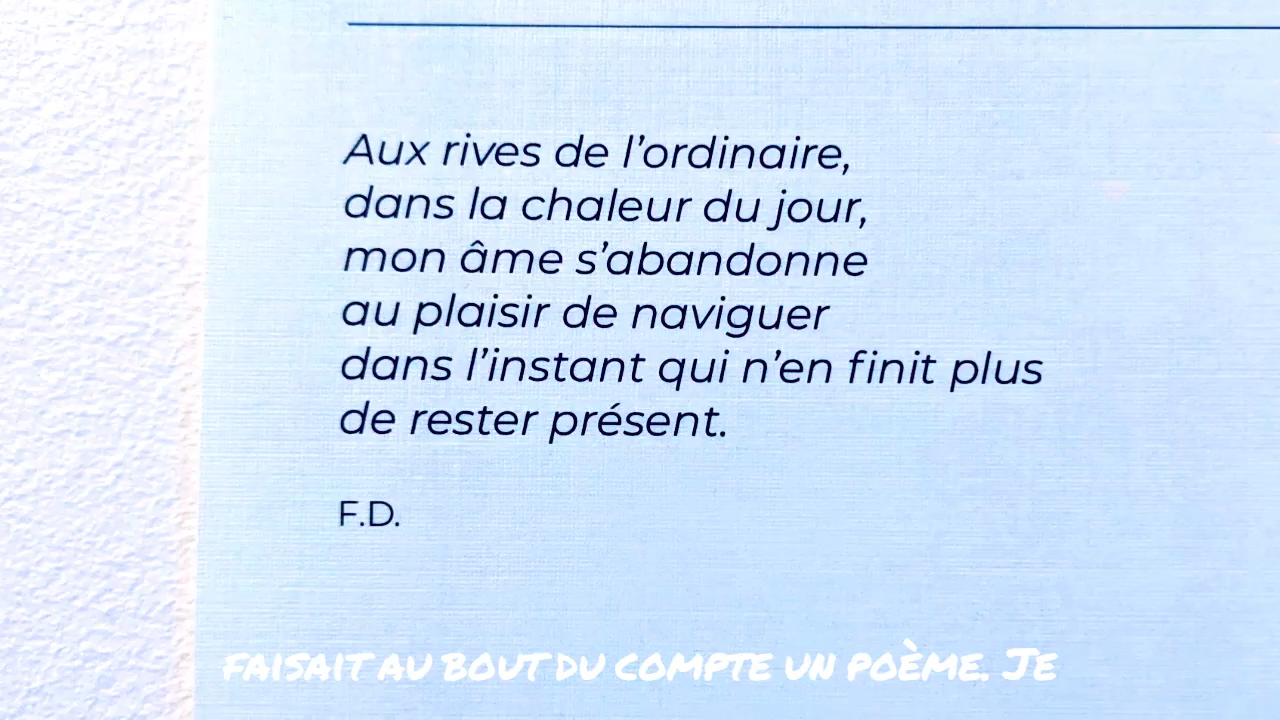 Aux rives de l'ordinaire,
dans la chaleur du jour,
mon âme s'abandonne
au plaisir de naviguer
dans l'instant qui n'en finit plus
de rester présent.
F.D.
FAISAIT AU BOUT DU COMPTE UN POÈME. JE